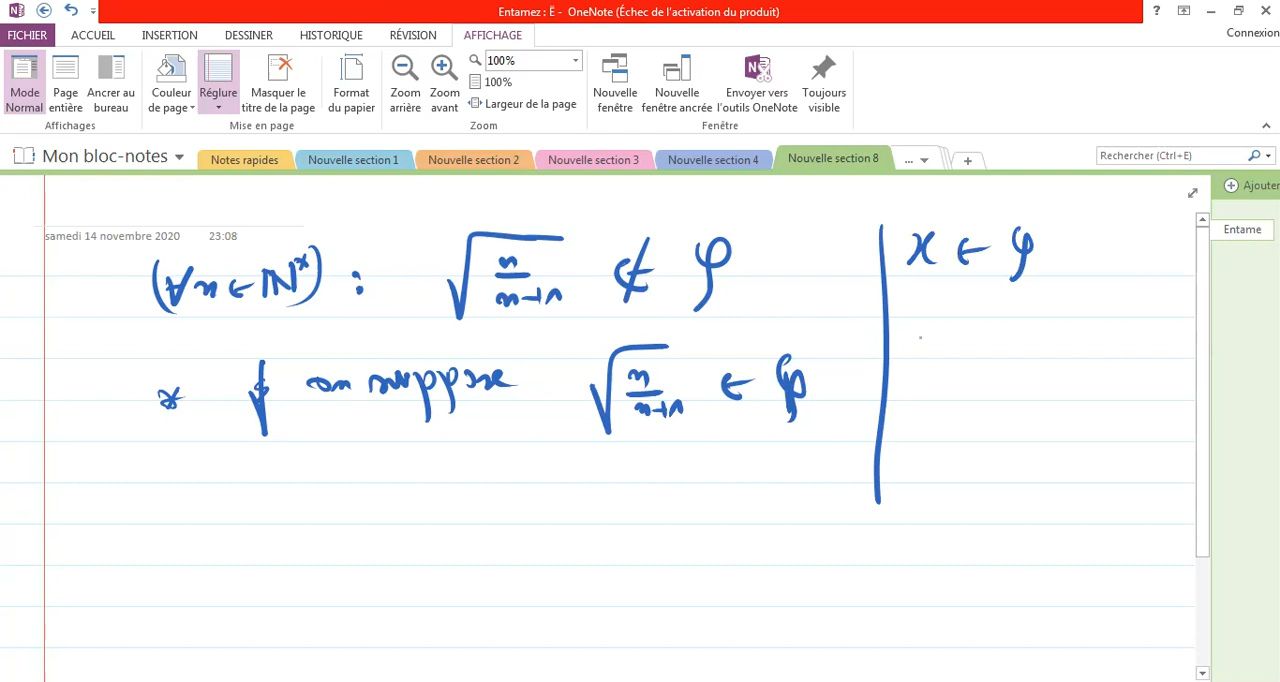 Entamez : Ë - OneNote (Échec de l'activation du produit)
FICHIER ACCUEIL INSERTION DESSINER HISTORIQUE RÉVISION AFFICHAGE Connexion
Mode Normal Page entière Ancrer au bureau Couleur de page Réglure Masquer le titre de la page Format du papier Zoom arrière Zoom avant 100% 100% Largeur de la page Nouvelle fenêtre Nouvelle fenêtre ancrée Envoyer vers l'outils OneNote Toujours visible
Affichages Mise en page Zoom Fenêtre
Mon bloc-notes Notes rapides Nouvelle section 1 Nouvelle section 2 Nouvelle section 3 Nouvelle section 4 Nouvelle section 8 ... + Rechercher (Ctrl+E)
Ajouter
Entame
samedi 14 novembre 2020 23:08
(∀n∈ℕ*) : √(n/(n+1)) ∉ φ
x ∈ φ
* on suppose √(n/(n+1)) ∈